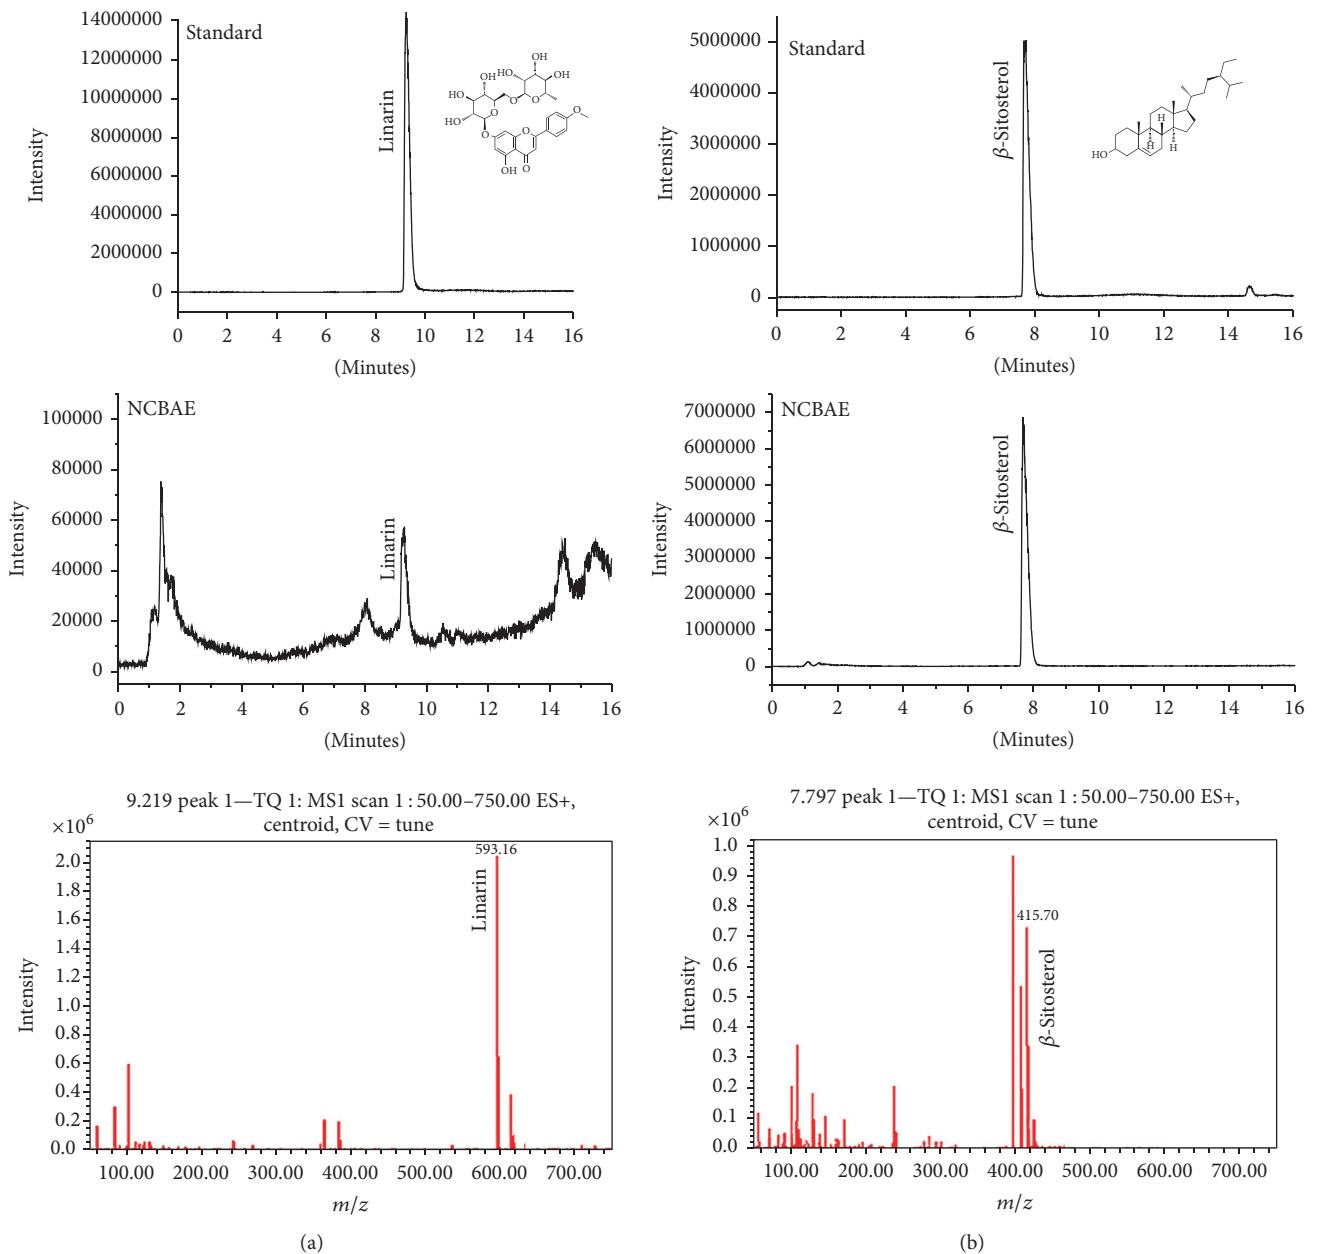 14000000
12000000
10000000
8000000
6000000
4000000
2000000
0
Intensity
Standard
Linarin
OH
OH
HO
OH
OH
HO
O
O
HO
O
HO
O
O
O
O
OH
O
0 2 4 6 8 10 12 14 16
(Minutes)
5000000
4000000
3000000
2000000
1000000
0
Intensity
Standard
β-Sitosterol
H
H
H
HO
0 2 4 6 8 10 12 14 16
(Minutes)
100000
80000
60000
40000
20000
0
Intensity
NCBAE
Linarin
0 2 4 6 8 10 12 14 16
(Minutes)
7000000
6000000
5000000
4000000
3000000
2000000
1000000
0
Intensity
NCBAE
β-Sitosterol
0 2 4 6 8 10 12 14 16
(Minutes)
9.219 peak 1—TQ 1: MS1 scan 1 : 50.00–750.00 ES+,
centroid, CV = tune
×10⁶
2.0
1.8
1.6
1.4
1.2
1.0
0.8
0.6
0.4
0.2
0.0
Intensity
593.16
Linarin
100.00 200.00 300.00 400.00 500.00 600.00 700.00
m/z
(a)
7.797 peak 1—TQ 1: MS1 scan 1 : 50.00–750.00 ES+,
centroid, CV = tune
×10⁶
1.0
0.9
0.8
0.7
0.6
0.5
0.4
0.3
0.2
0.1
0.0
Intensity
415.70
β-Sitosterol
100.00 200.00 300.00 400.00 500.00 600.00 700.00
m/z
(b)